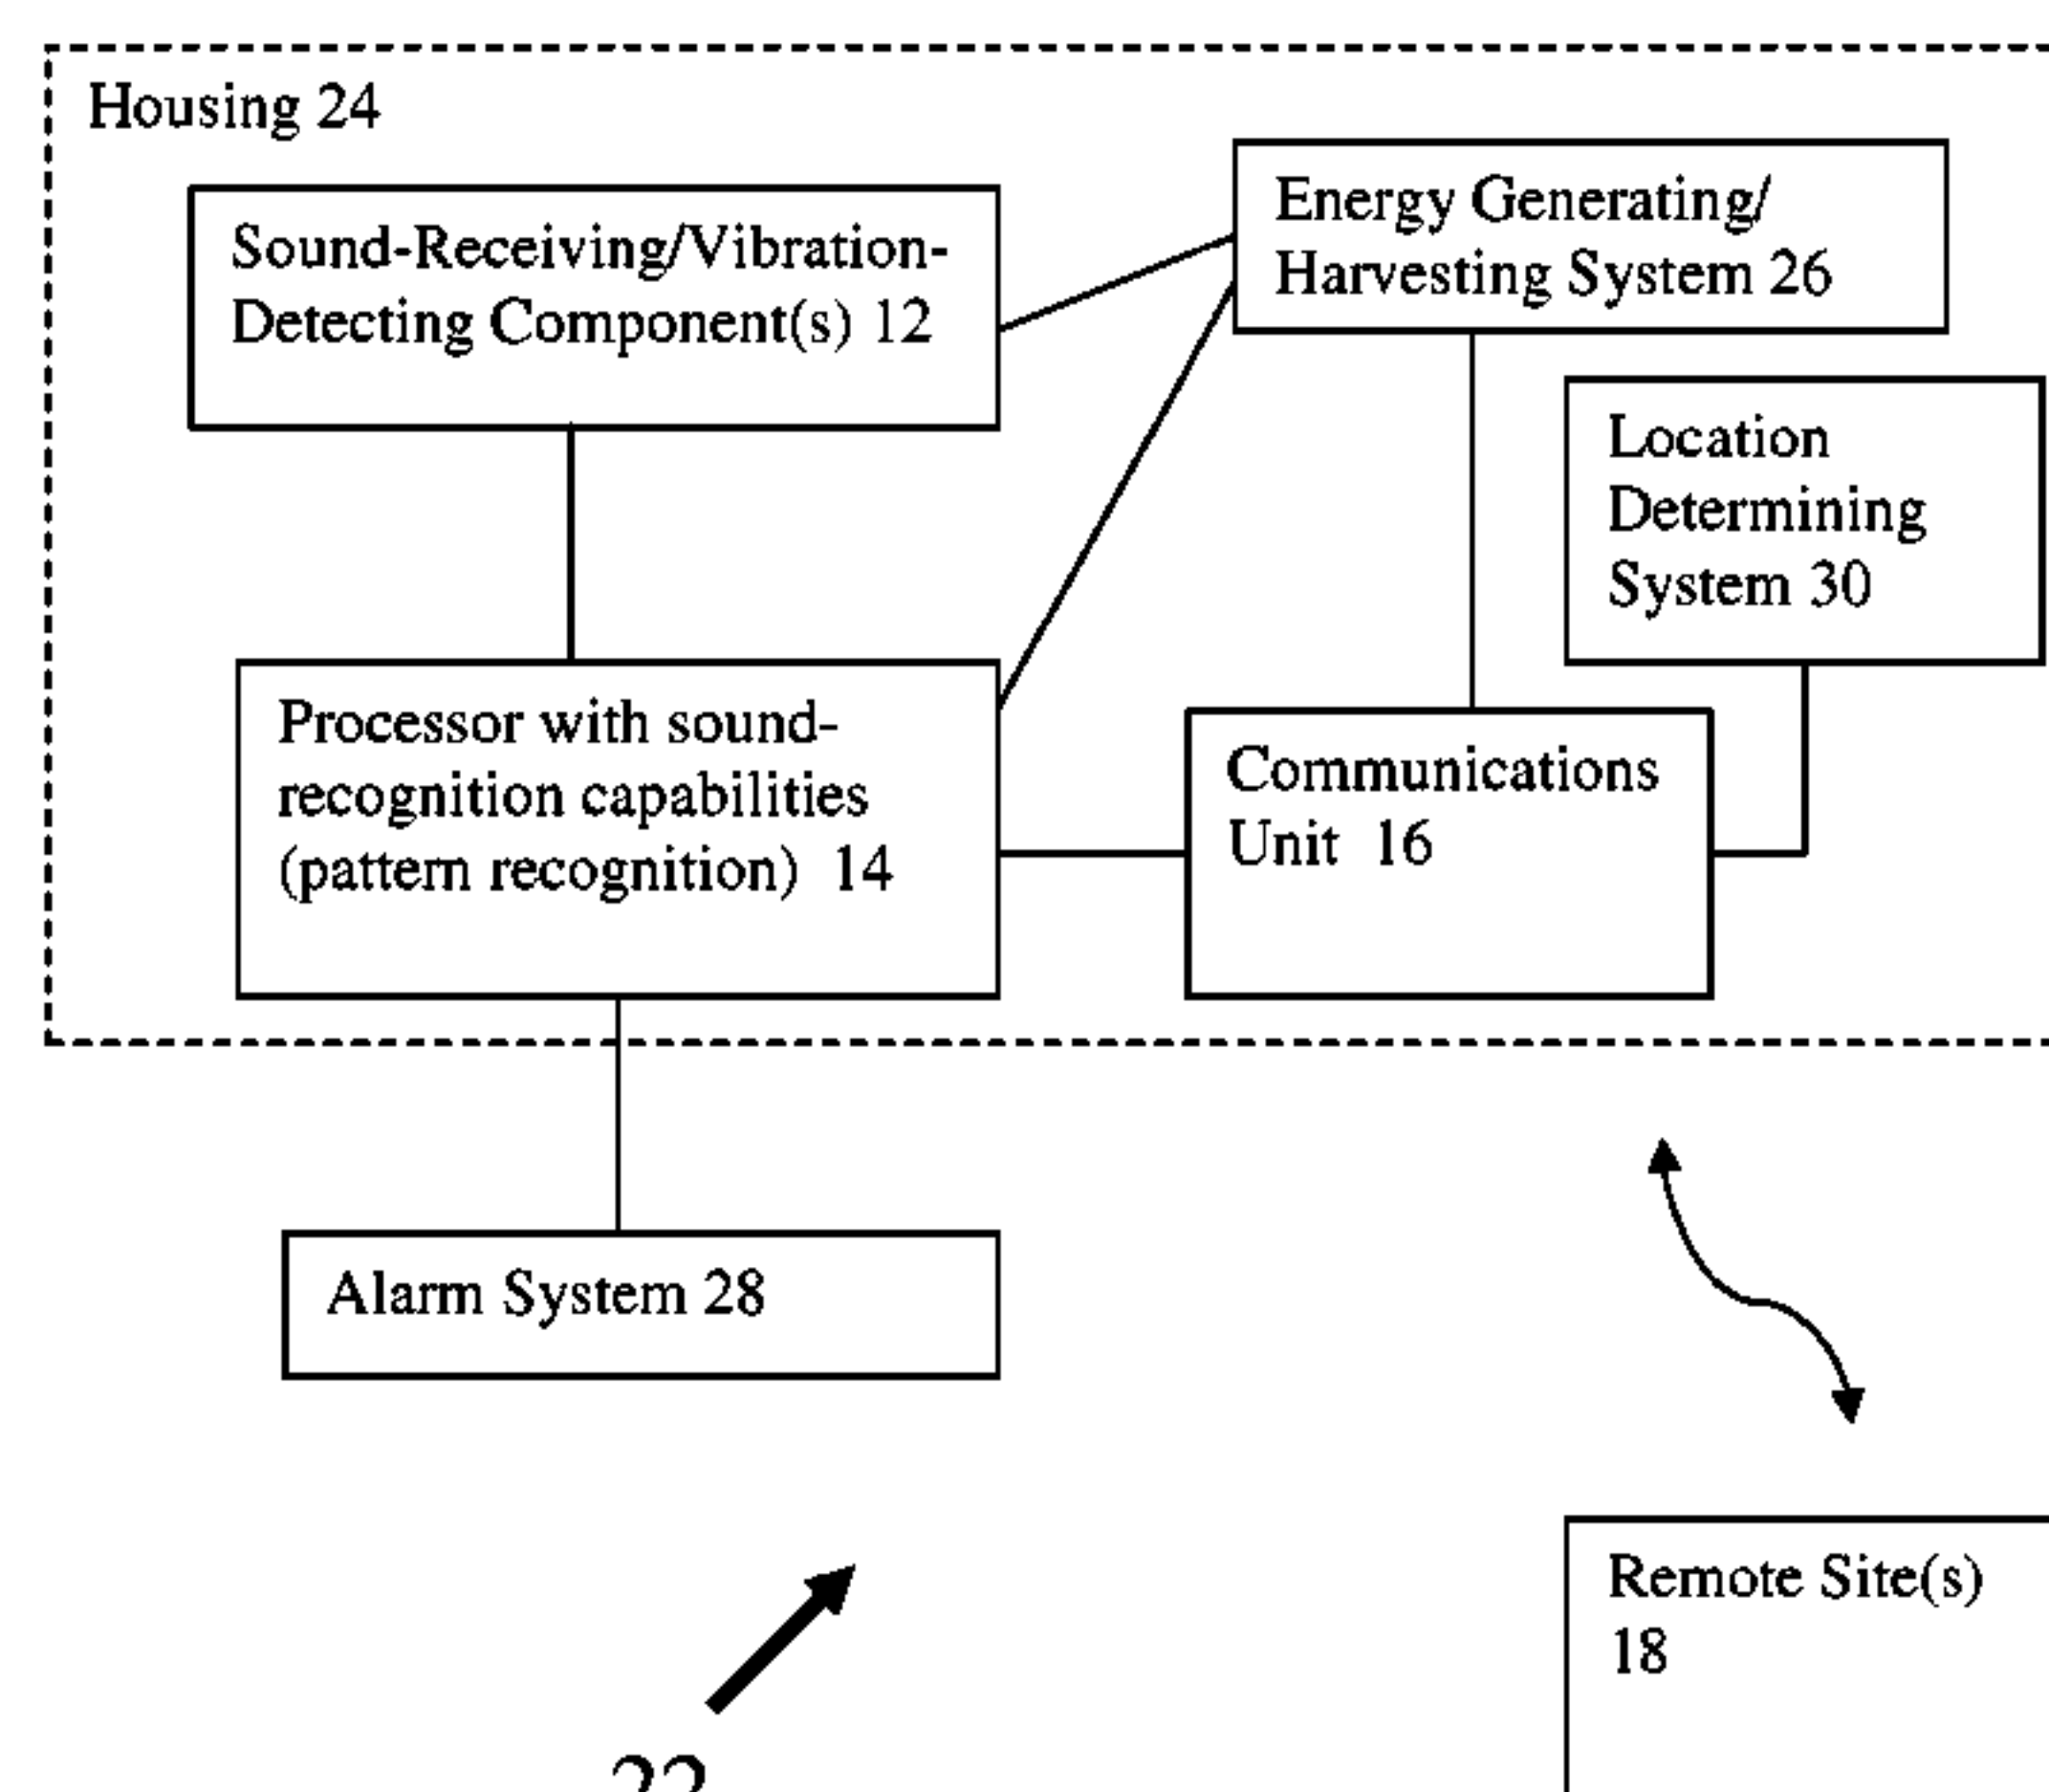 Housing 24
Sound-Receiving/Vibration-
Detecting Component(s) 12
Energy Generating/
Harvesting System 26
Location
Determining
System 30
Processor with sound-
recognition capabilities
(pattern recognition) 14
Communications
Unit 16
Alarm System 28
Remote Site(s)
18
22